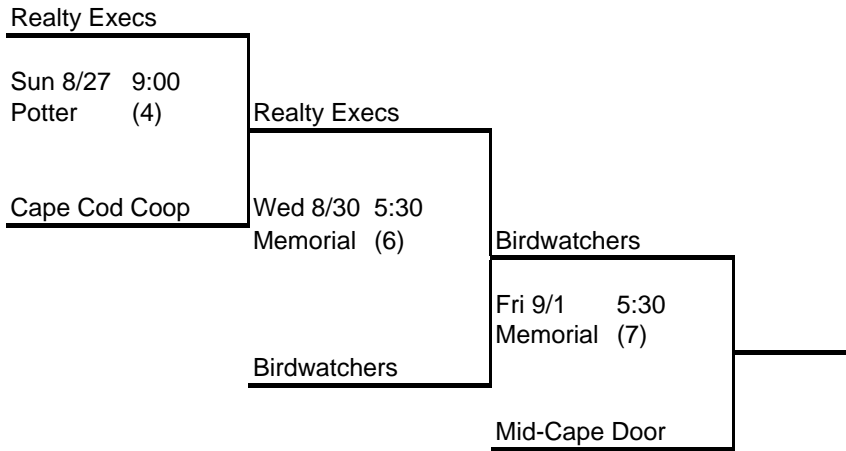 Realty Execs
Sun 8/27 9:00
Potter (4)
Realty Execs
Cape Cod Coop
Wed 8/30 5:30
Memorial (6)
Birdwatchers
Fri 9/1 5:30
Memorial (7)
Birdwatchers
Mid-Cape Door